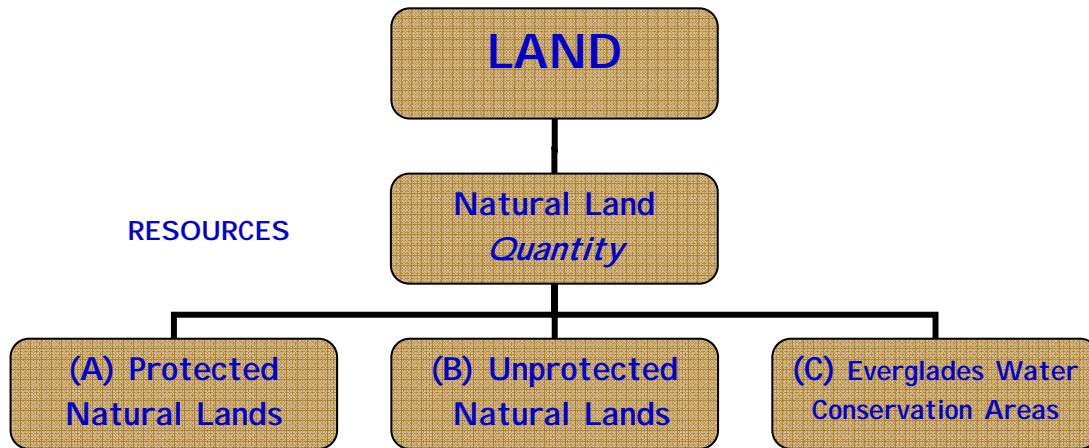 LAND
Natural Land
Quantity
RESOURCES
(A) Protected
Natural Lands
(B) Unprotected
Natural Lands
(C) Everglades Water
Conservation Areas